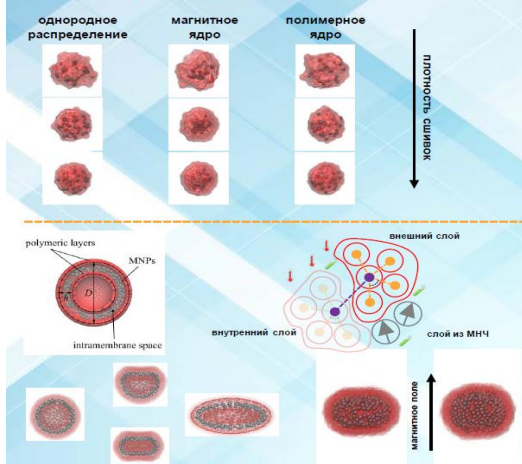 однородное
распределение
магнитное
ядро
полимерное
ядро
ПЛОТНОСТЬ СШИВОК
polymeric layers
MNPs
h
D
intramembrane space
внешний слой
внутренний слой
слой из МНЧ
магнитное поле